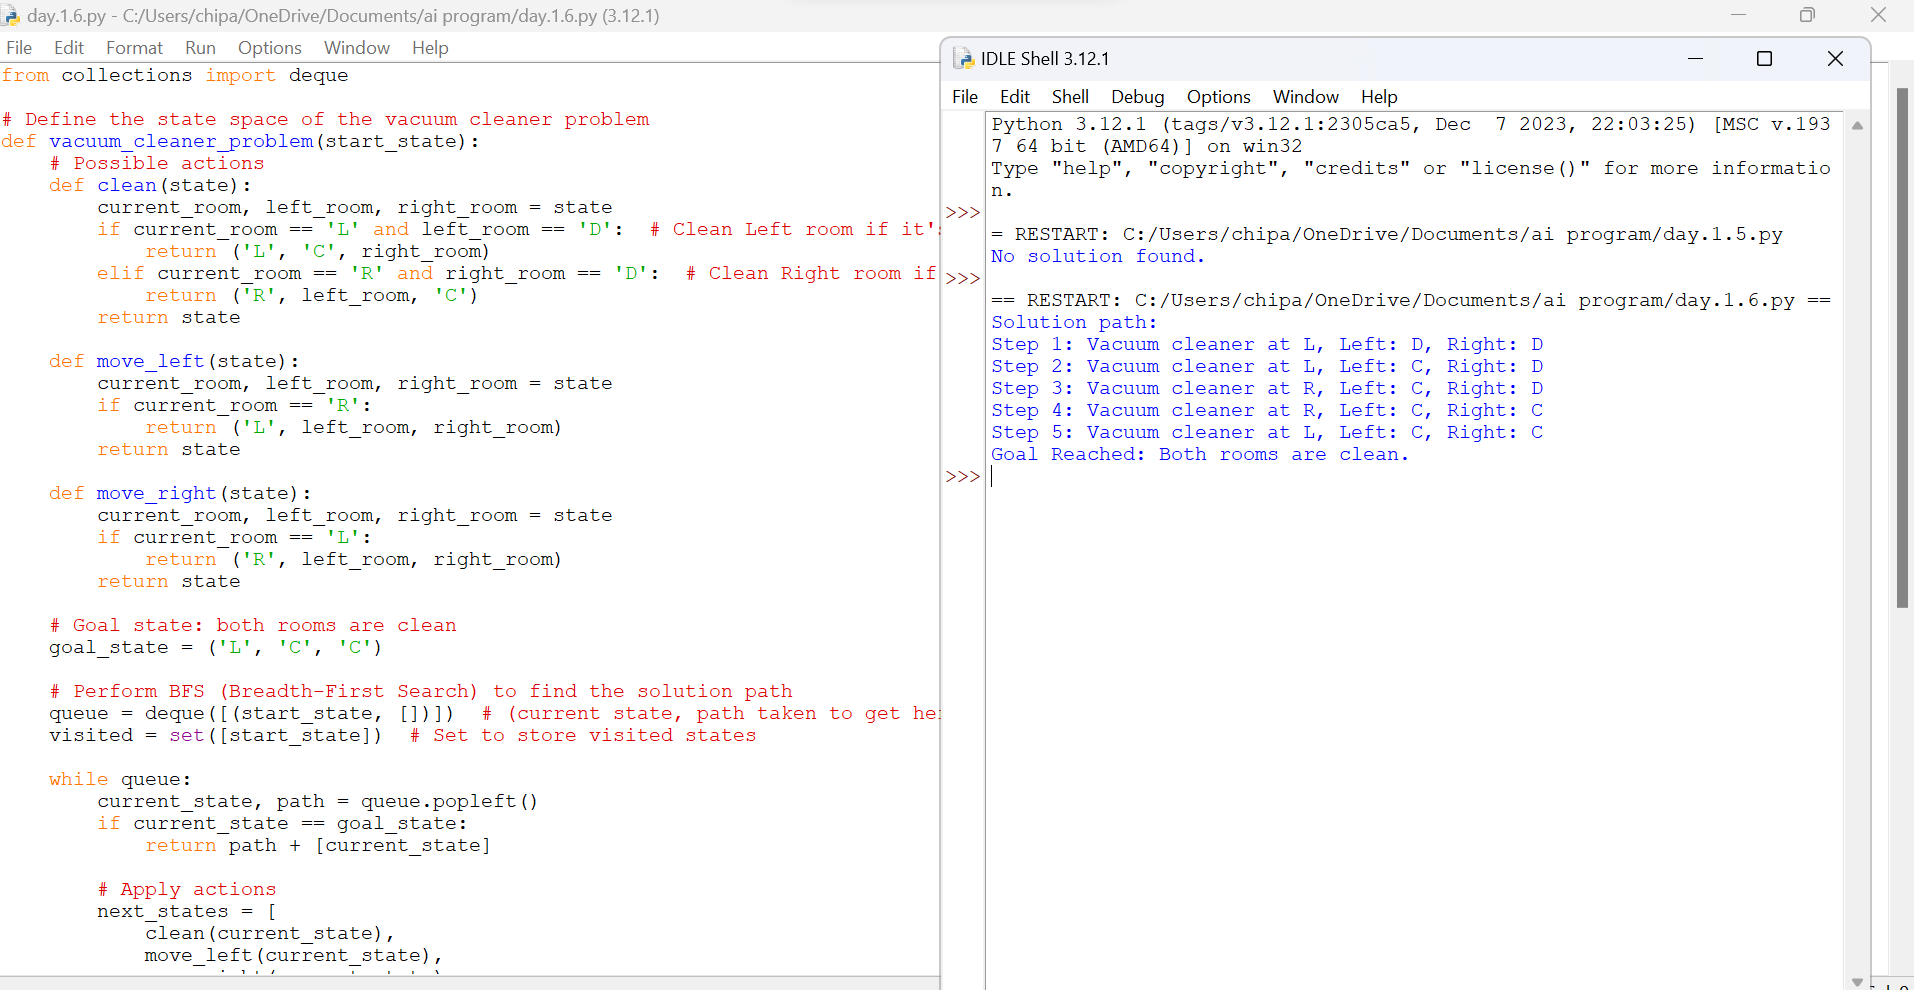 day.1.6.py - C:/Users/chipa/OneDrive/Documents/ai program/day.1.6.py (3.12.1)
File Edit Format Run Options Window Help
from collections import deque
# Define the state space of the vacuum cleaner problem
def vacuum_cleaner_problem(start_state):
# Possible actions
def clean(state):
current_room, left_room, right_room = state
if current_room == 'L' and left_room == 'D': # Clean Left room if it's
return ('L', 'C', right_room)
elif current_room == 'R' and right_room == 'D': # Clean Right room if
return ('R', left_room, 'C')
return state
def move_left(state):
current_room, left_room, right_room = state
if current_room == 'R':
return ('L', left_room, right_room)
return state
def move_right(state):
current_room, left_room, right_room = state
if current_room == 'L':
return ('R', left_room, right_room)
return state
# Goal state: both rooms are clean
goal_state = ('L', 'C', 'C')
# Perform BFS (Breadth-First Search) to find the solution path
queue = deque([(start_state, [])]) # (current state, path taken to get
visited = set([start_state]) # Set to store visited states
while queue:
current_state, path = queue.popleft()
if current_state == goal_state:
return path + [current_state]
# Apply actions
next_states = [
clean(current_state),
move_left(current_state),
IDLE Shell 3.12.1
File Edit Shell Debug Options Window Help
Python 3.12.1 (tags/v3.12.1:2305ca5, Dec  7 2023, 22:03:25) [MSC v.193
7 64 bit (AMD64)] on win32
Type "help", "copyright", "credits" or "license()" for more informatio
n.
>>>
= RESTART: C:/Users/chipa/OneDrive/Documents/ai program/day.1.5.py
No solution found.
>>>
== RESTART: C:/Users/chipa/OneDrive/Documents/ai program/day.1.6.py ==
Solution path:
Step 1: Vacuum cleaner at L, Left: D, Right: D
Step 2: Vacuum cleaner at L, Left: C, Right: D
Step 3: Vacuum cleaner at R, Left: C, Right: D
Step 4: Vacuum cleaner at R, Left: C, Right: C
Step 5: Vacuum cleaner at L, Left: C, Right: C
Goal Reached: Both rooms are clean.
>>>